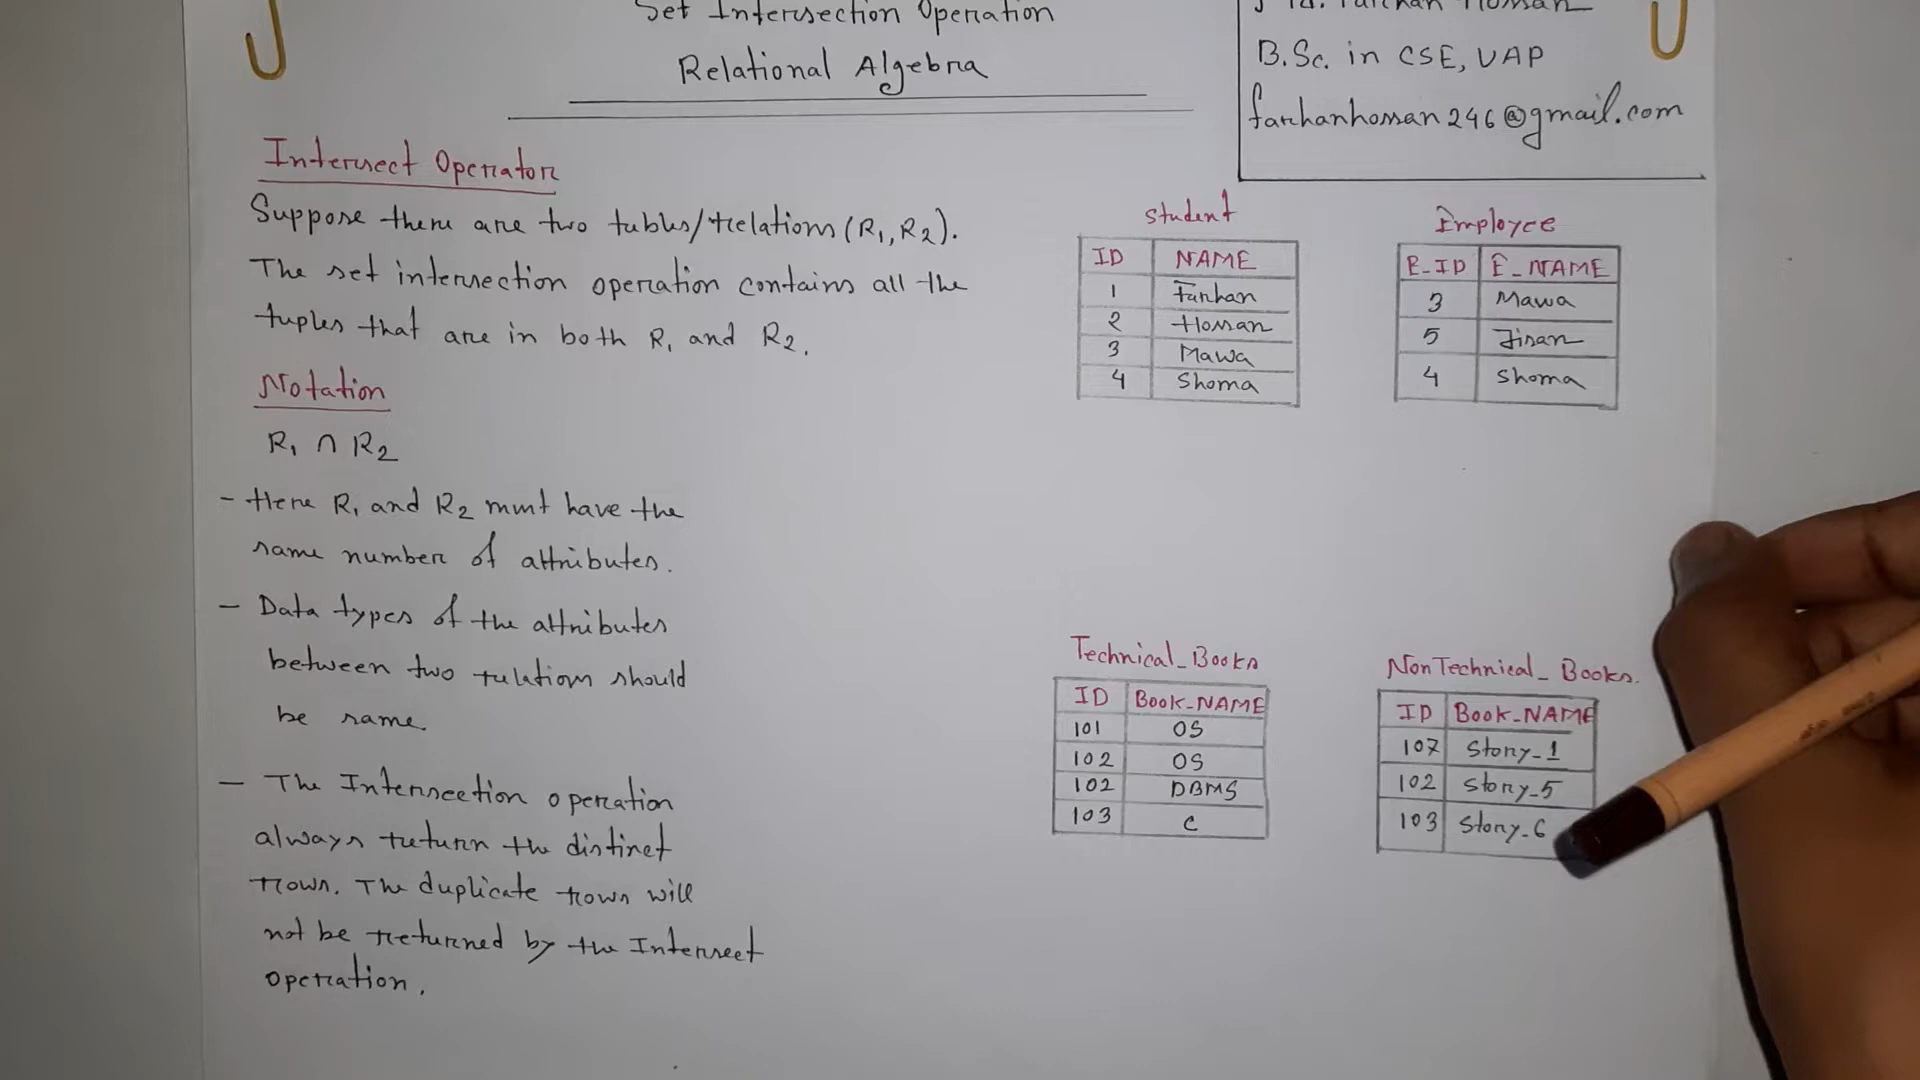 Set Intersection Operation
Relational Algebra
Hossan
B.Sc. in CSE, UAP
farhanhossan246@gmail.com
Intersect Operator
Suppose there are two tables/relations (R1, R2).
The set intersection operation contains all the
tuples that are in both R1 and R2.
Notation
R1 ∩ R2
- Here R1 and R2 must have the
same number of attributes.
- Data types of the attributes
between two relations should
be same
- The Intersection operation
always return the distinct
rows. The duplicate rows will
not be returned by the Intersect
operation.
Student
ID NAME
1 Farhan
2 Hossan
3 Mawa
4 Shoma
Employee
E_ID E_NAME
3 Mawa
5 Jisan
4 Shoma
Technical_Books
ID Book_NAME
101 OS
102 OS
102 DBMS
103 C
NonTechnical_Books.
ID Book_NAME
107 Story_1
102 Story_5
103 Story_6